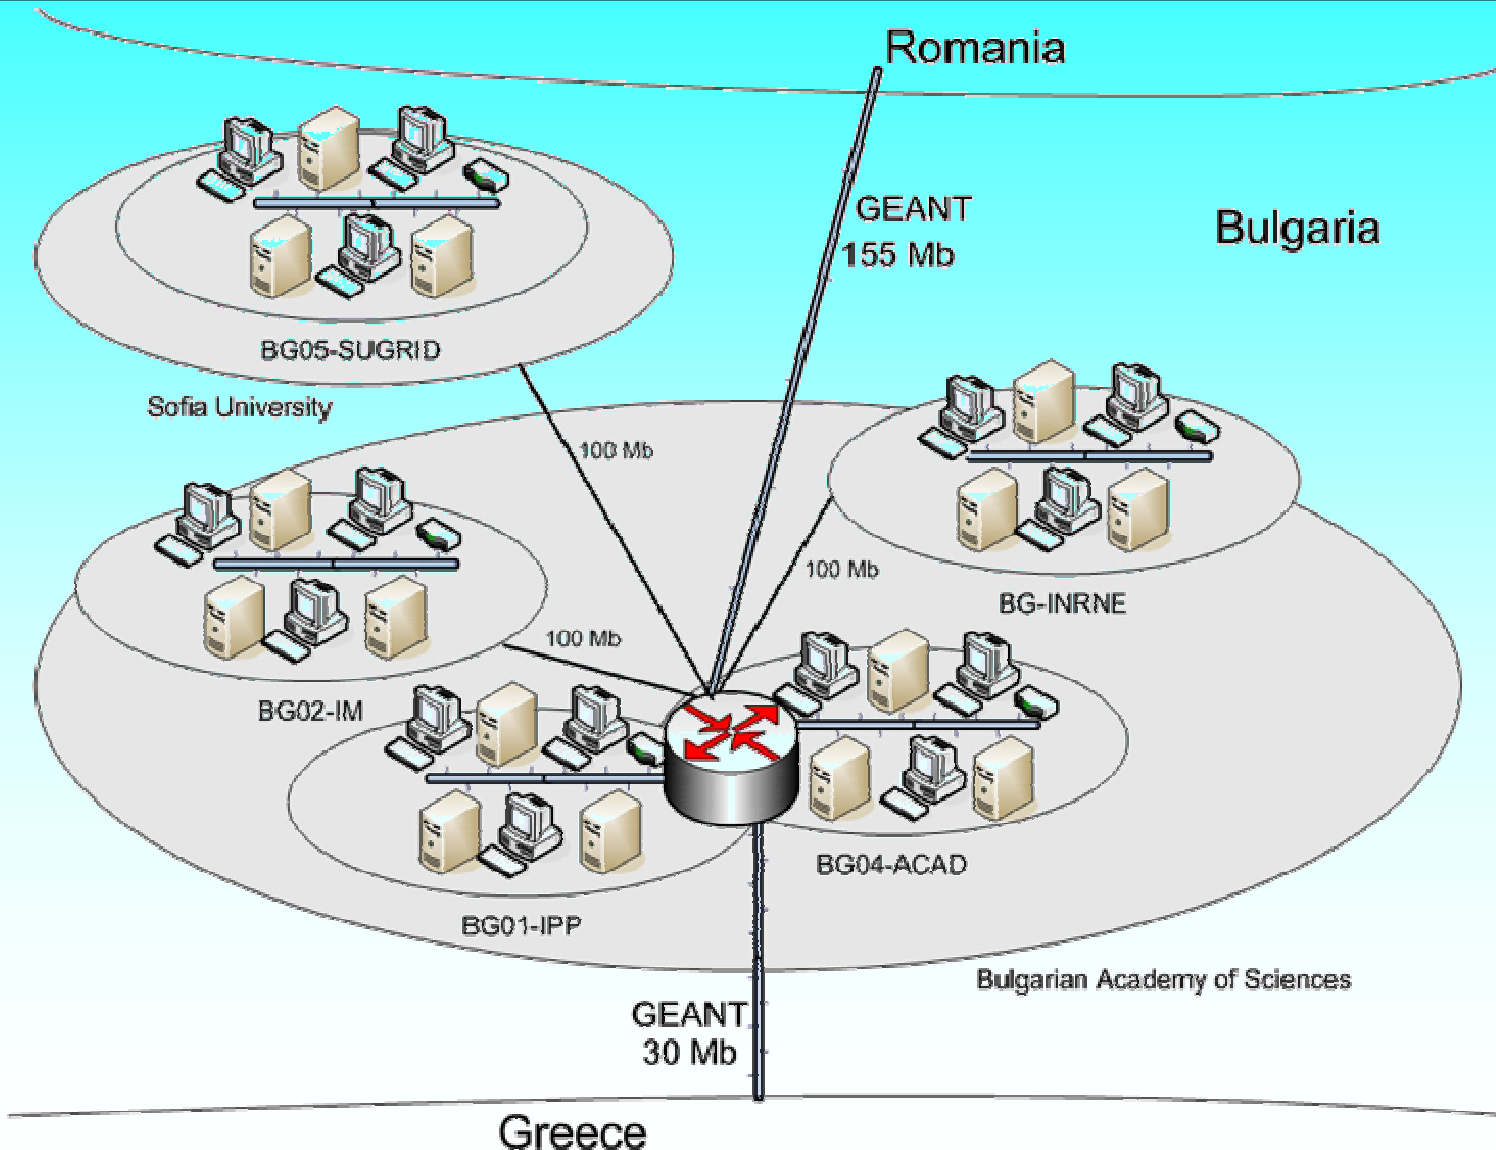 Romania
GEANT
155 Mb
Bulgaria
BG05-SUGRID
Sofia University
100 Mb
100 Mb
BG-INRNE
100 Mb
BG02-IM
BG04-ACAD
BG01-IPP
Bulgarian Academy of Sciences
GEANT
30 Mb
Greece